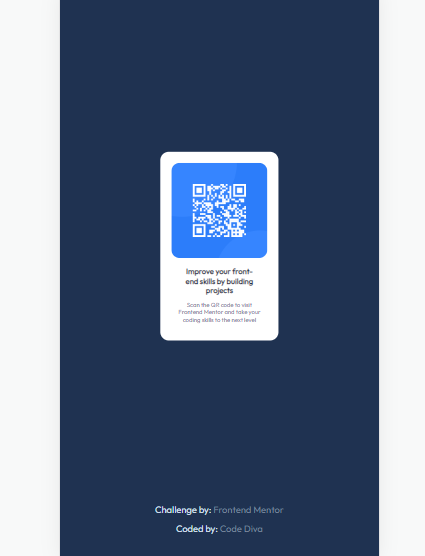 Improve your front-
end skills by building
projects
Scan the QR code to visit
Frontend Mentor and take your
coding skills to the next level
Challenge by: Frontend Mentor
Coded by: Code Diva